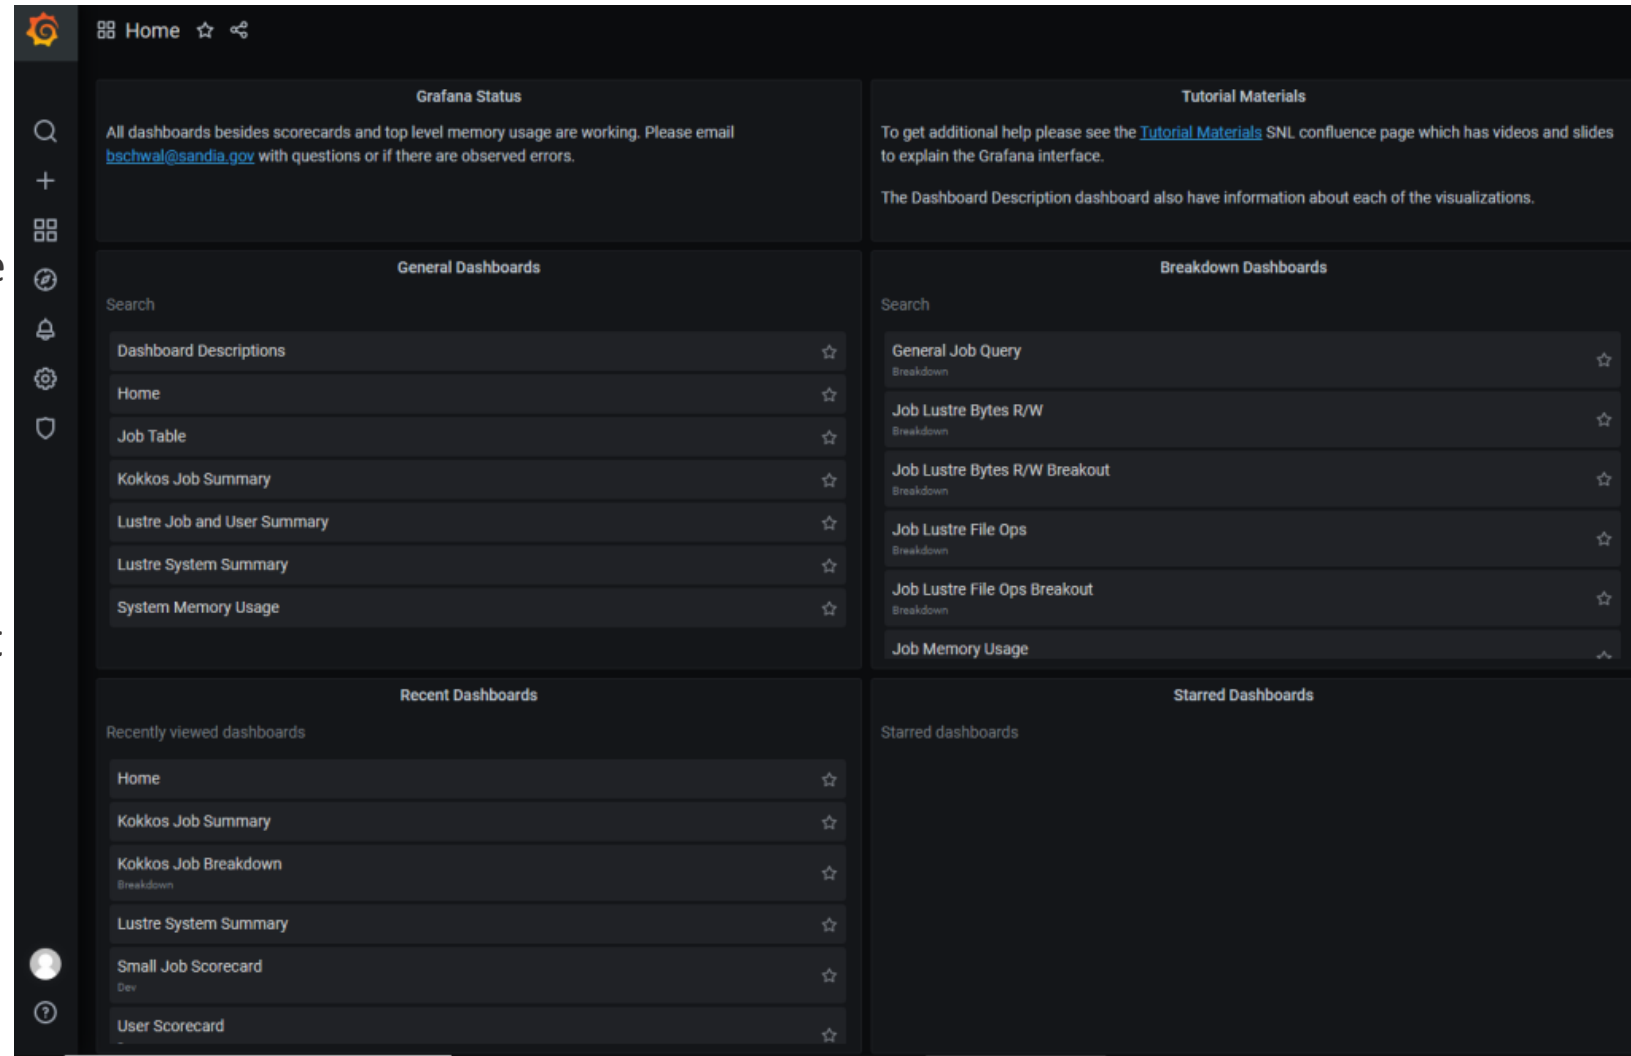 Home
Grafana Status
All dashboards besides scorecards and top level memory usage are working. Please email
bschwal@sandia.gov with questions or if there are observed errors.
Tutorial Materials
To get additional help please see the Tutorial Materials SNL confluence page which has videos and slides
to explain the Grafana interface.
The Dashboard Description dashboard also have information about each of the visualizations.
General Dashboards
Search
Dashboard Descriptions
Home
Job Table
Kokkos Job Summary
Lustre Job and User Summary
Lustre System Summary
System Memory Usage
Breakdown Dashboards
Search
General Job Query
Breakdown
Job Lustre Bytes R/W
Breakdown
Job Lustre Bytes R/W Breakout
Breakdown
Job Lustre File Ops
Breakdown
Job Lustre File Ops Breakout
Breakdown
Job Memory Usage
Recent Dashboards
Recently viewed dashboards
Home
Kokkos Job Summary
Kokkos Job Breakdown
Breakdown
Lustre System Summary
Small Job Scorecard
Dev
User Scorecard
Starred Dashboards
Starred dashboards